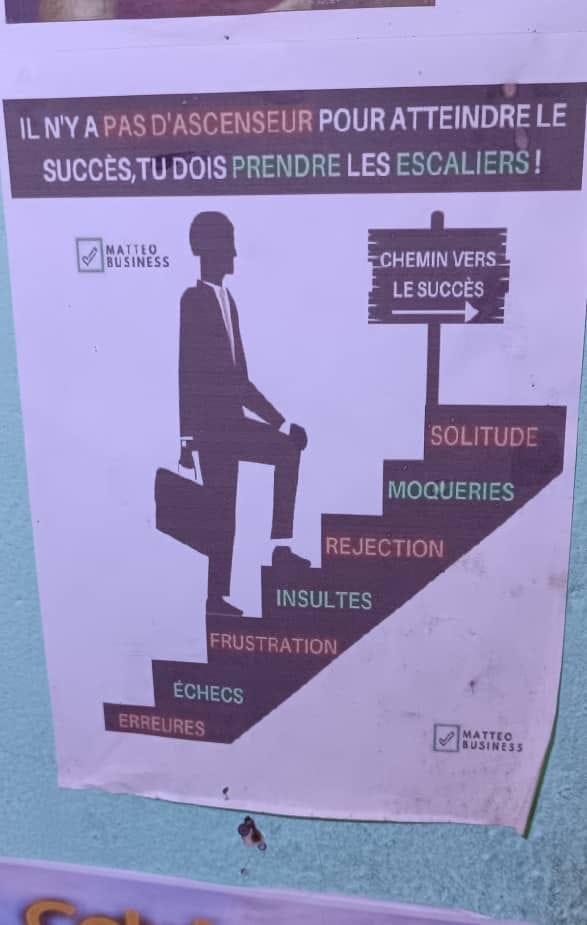 IL N'Y A PAS D'ASCENSEUR POUR ATTEINDRE LE
SUCCÈS,TU DOIS PRENDRE LES ESCALIERS !
MATTEO
BUSINESS
CHEMIN VERS
LE SUCCÈS
SOLITUDE
MOQUERIES
REJECTION
INSULTES
FRUSTRATION
ÉCHECS
ERREURES
MATTEO
BUSINESS